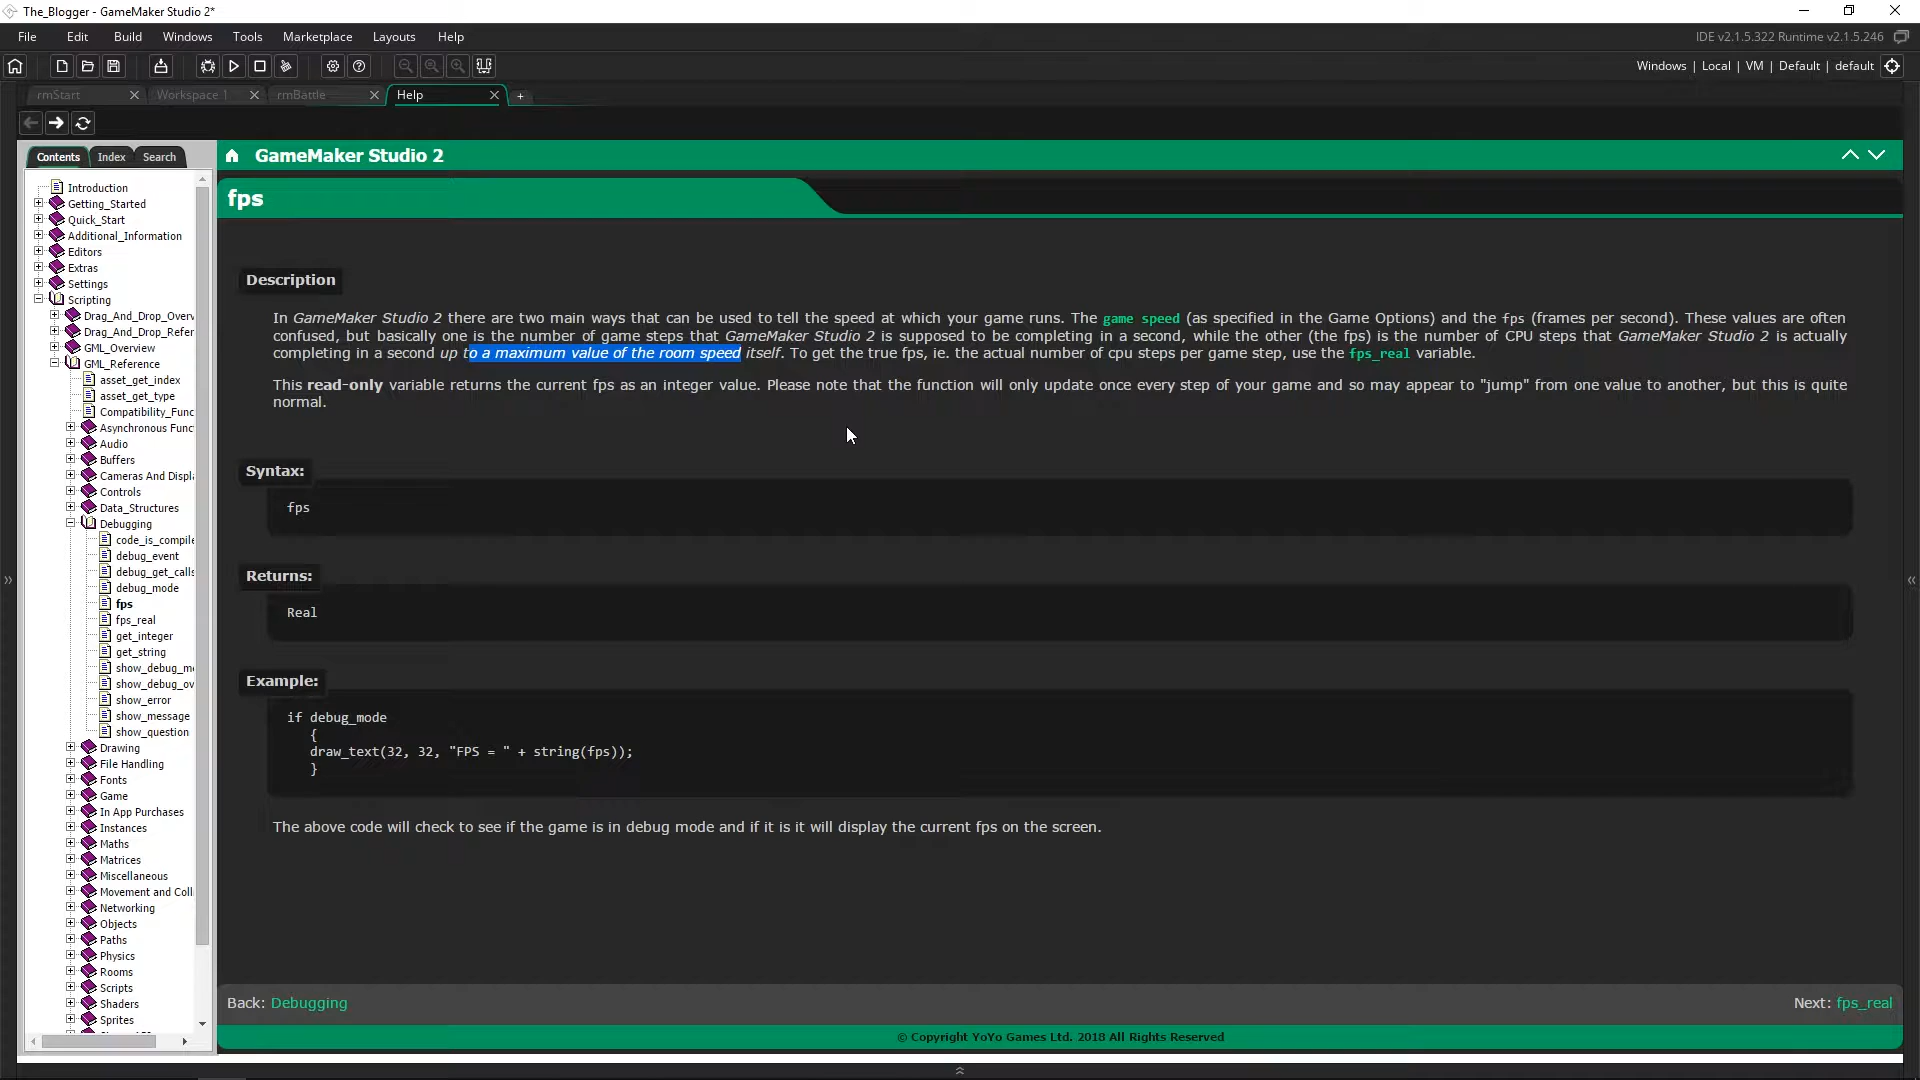 The_Blogger - GameMaker Studio 2*
File Edit Build Windows Tools Marketplace Layouts Help
IDE v2.1.5.322 Runtime v2.1.5.246
Windows | Local | VM | Default | default
rmStart Workspace 1 rmBattle Help +
Contents Index Search
GameMaker Studio 2
fps
Introduction
Getting_Started
Quick_Start
Additional_Information
Editors
Extras
Settings
Scripting
Drag_And_Drop_Overv
Drag_And_Drop_Refer
GML_Overview
GML_Reference
asset_get_index
asset_get_type
Compatibility_Func
Asynchronous Func
Audio
Buffers
Cameras And Displa
Controls
Data_Structures
Debugging
code_is_compile
debug_event
debug_get_calls
debug_mode
fps
fps_real
get_integer
get_string
show_debug_me
show_debug_ov
show_error
show_message
show_question
Drawing
File Handling
Fonts
Game
In App Purchases
Instances
Maths
Matrices
Miscellaneous
Movement and Coll
Networking
Objects
Paths
Physics
Rooms
Scripts
Shaders
Sprites
Description
In GameMaker Studio 2 there are two main ways that can be used to tell the speed at which your game runs. The game speed (as specified in the Game Options) and the fps (frames per second). These values are often
confused, but basically one is the number of game steps that GameMaker Studio 2 is supposed to be completing in a second, while the other (the fps) is the number of CPU steps that GameMaker Studio 2 is actually
completing in a second up to a maximum value of the room speed itself. To get the true fps, ie. the actual number of cpu steps per game step, use the fps_real variable.
This read-only variable returns the current fps as an integer value. Please note that the function will only update once every step of your game and so may appear to "jump" from one value to another, but this is quite
normal.
Syntax:
fps
Returns:
Real
Example:
if debug_mode
{
draw_text(32, 32, "FPS = " + string(fps));
}
The above code will check to see if the game is in debug mode and if it is it will display the current fps on the screen.
Back: Debugging
Next: fps_real
© Copyright YoYo Games Ltd. 2018 All Rights Reserved